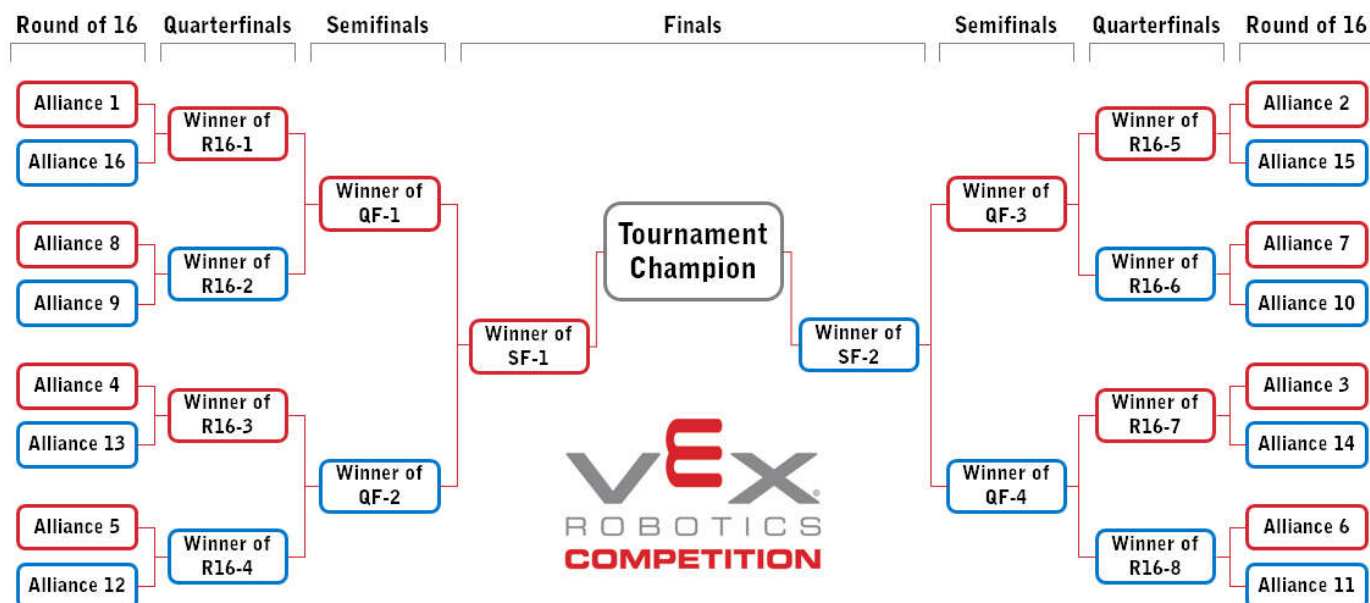 Round of 16 Quarterfinals Semifinals Finals Semifinals Quarterfinals Round of 16
Alliance 1
Alliance 16
Alliance 8
Alliance 9
Alliance 4
Alliance 13
Alliance 5
Alliance 12
Winner of
R16-1
Winner of
R16-2
Winner of
R16-3
Winner of
R16-4
Winner of
QF-1
Winner of
QF-2
Winner of
SF-1
Tournament
Champion
Winner of
SF-2
Winner of
QF-3
Winner of
QF-4
Winner of
R16-5
Winner of
R16-6
Winner of
R16-7
Winner of
R16-8
Alliance 2
Alliance 15
Alliance 7
Alliance 10
Alliance 3
Alliance 14
Alliance 6
Alliance 11
VEX®
ROBOTICS
COMPETITION